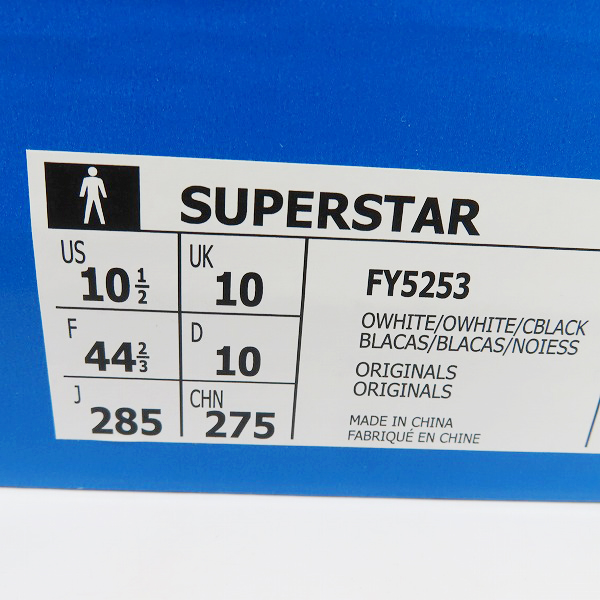 SUPERSTAR
US 10 1/2 UK 10
F 44 2/3 D 10
J 285 CHN 275
FY5253
OWHITE/OWHITE/CBLACK
BLACAS/BLACAS/NOIESS
ORIGINALS
ORIGINALS
MADE IN CHINA
FABRIQUÉ EN CHINE